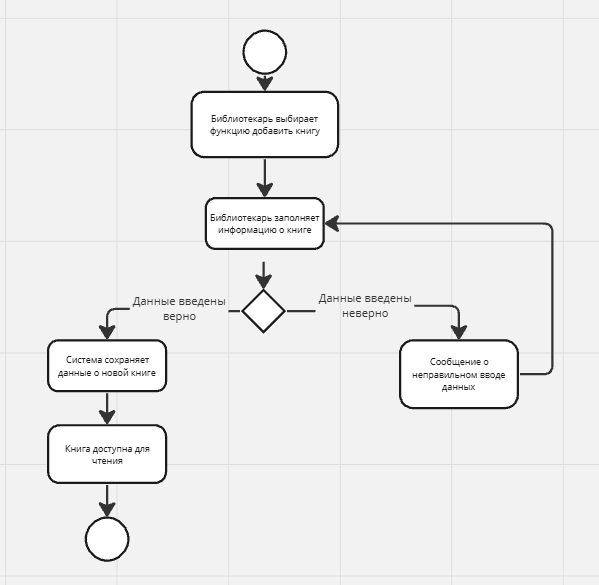 Библиотекарь выбирает
функцию добавить книгу
Библиотекарь заполняет
информацию о книге
Данные введены
верно
Данные введены
неверно
Система сохраняет
данные о новой книге
Сообщение о
неправильном вводе
данных
Книга доступна для
чтения